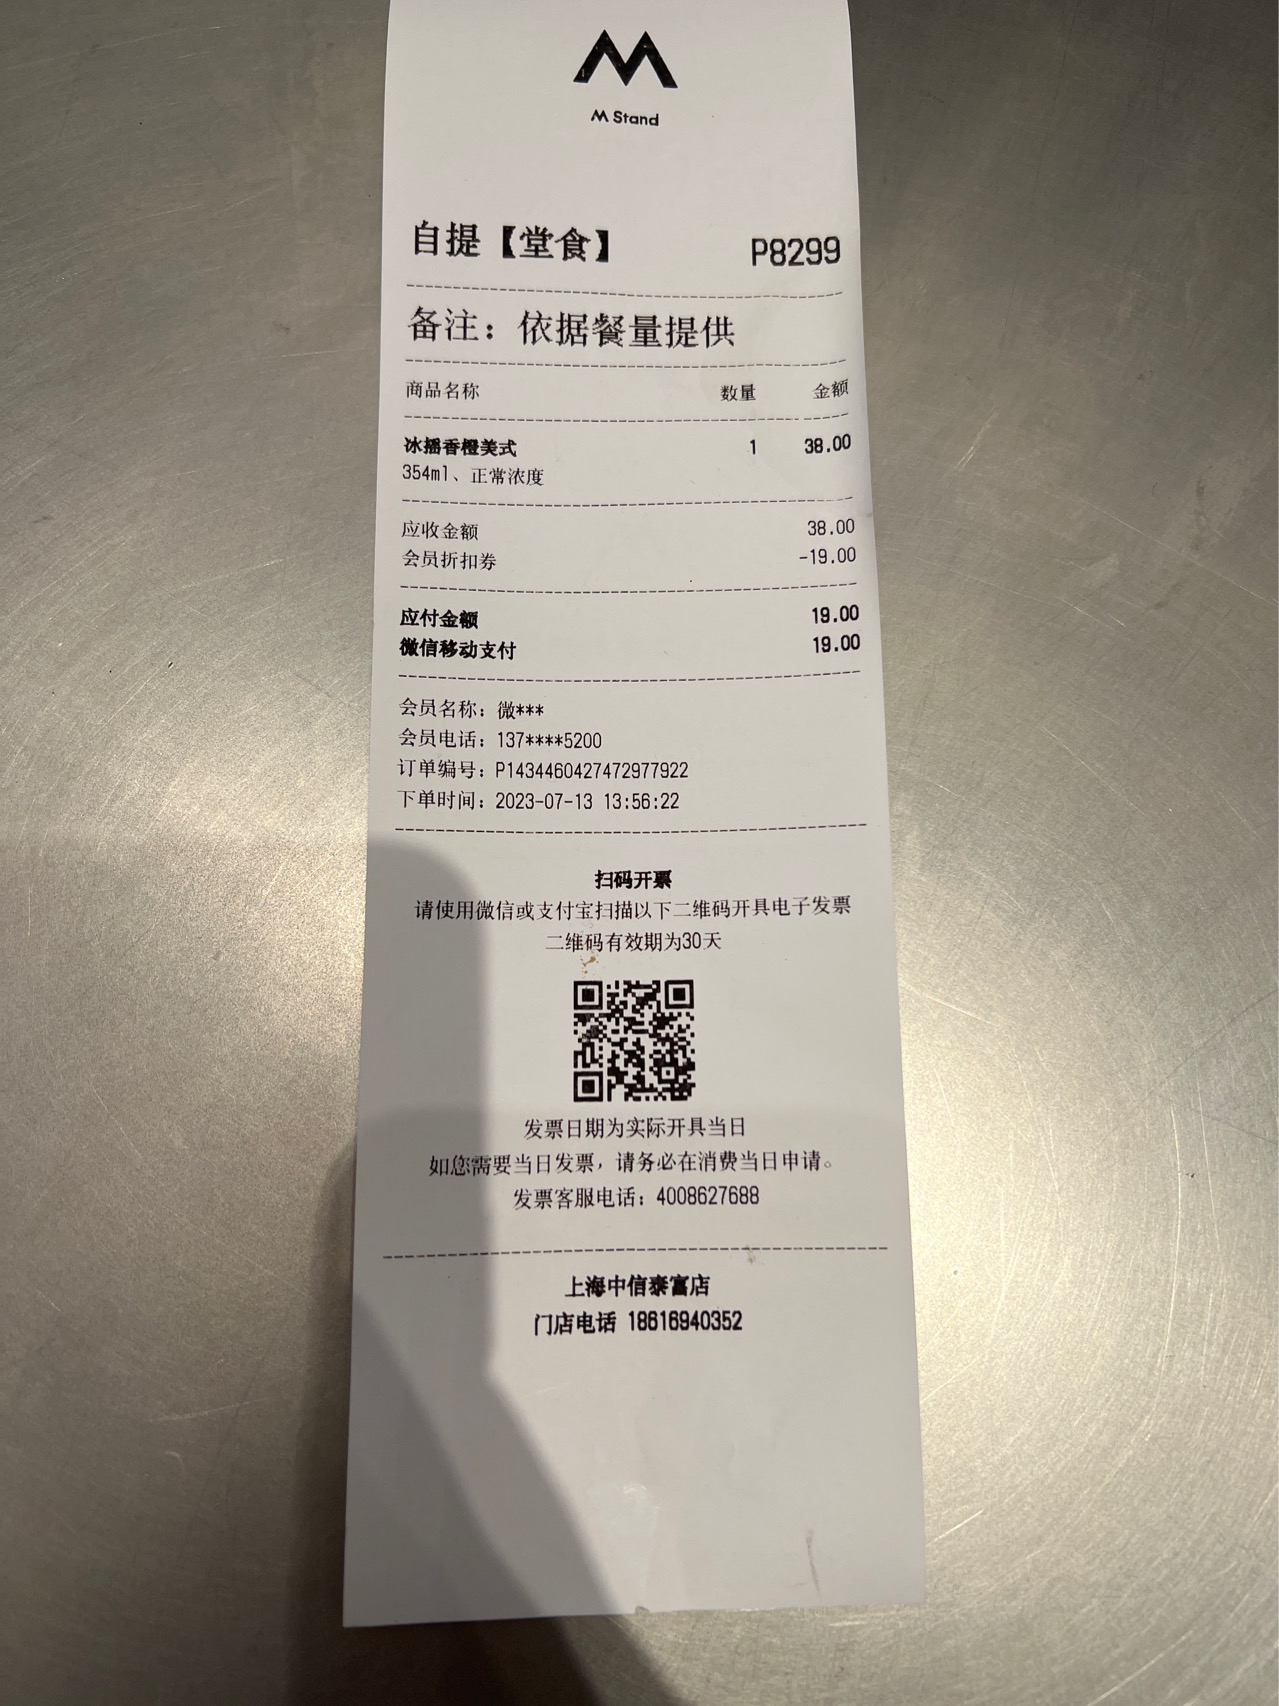 M Stand
自提【堂食】 P8299
备注：依据餐量提供
商品名称 数量 金额
冰摇香橙美式 1 38.00
354ml、正常浓度
应收金额 38.00
会员折扣券 -19.00
应付金额 19.00
微信移动支付 19.00
会员名称：微***
会员电话：137****5200
订单编号：P1434460427472977922
下单时间：2023-07-13 13:56:22
扫码开票
请使用微信或支付宝扫描以下二维码开具电子发票
二维码有效期为30天
发票日期为实际开具当日
如您需要当日发票，请务必在消费当日申请。
发票客服电话：4008627688
上海中信泰富店
门店电话 18616940352